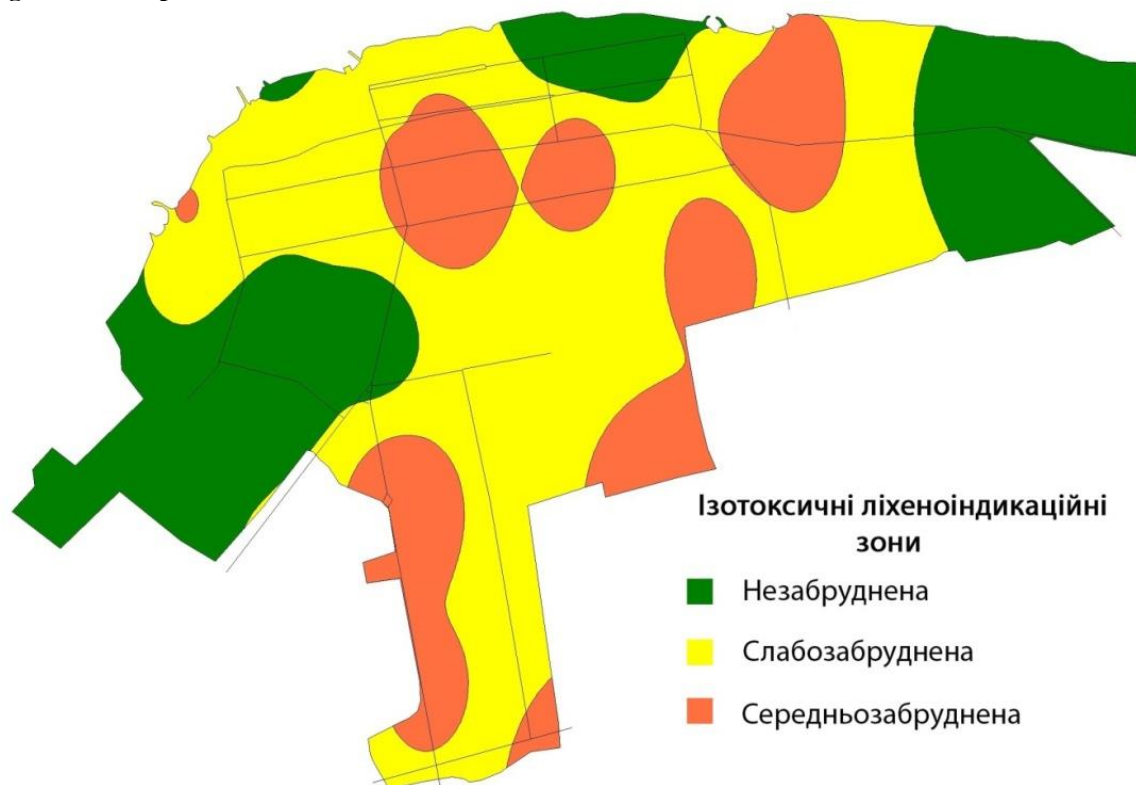 Ізотоксичні ліхеноіндикаційні
зони
Незабруднена
Слабозабруднена
Середньозабруднена